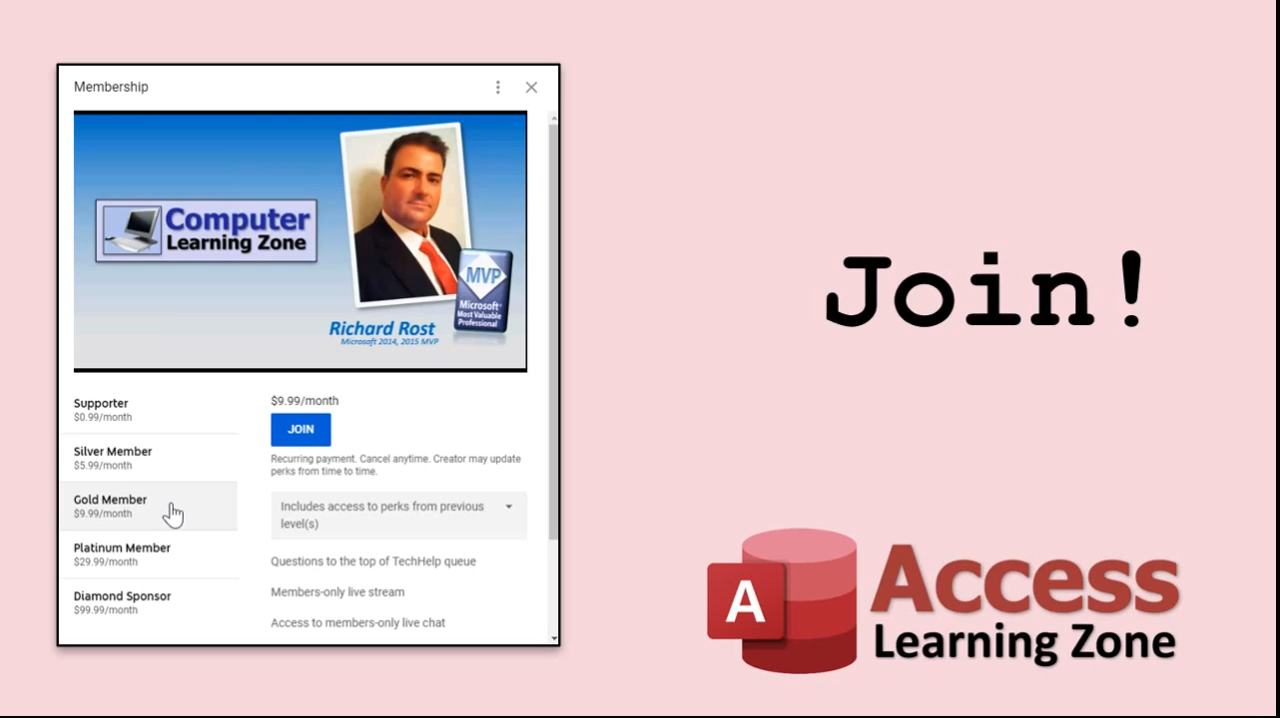 Membership
Computer
Learning Zone
MVP
Microsoft®
Most Valuable
Professional
Richard Rost
Microsoft 2014, 2015 MVP
Supporter
$0.99/month
Silver Member
$5.99/month
Gold Member
$9.99/month
Platinum Member
$29.99/month
Diamond Sponsor
$99.99/month
$9.99/month
JOIN
Recurring payment. Cancel anytime. Creator may update
perks from time to time.
Includes access to perks from previous
level(s)
Questions to the top of TechHelp queue
Members-only live stream
Access to members-only live chat
Join!
A
Access
Learning Zone